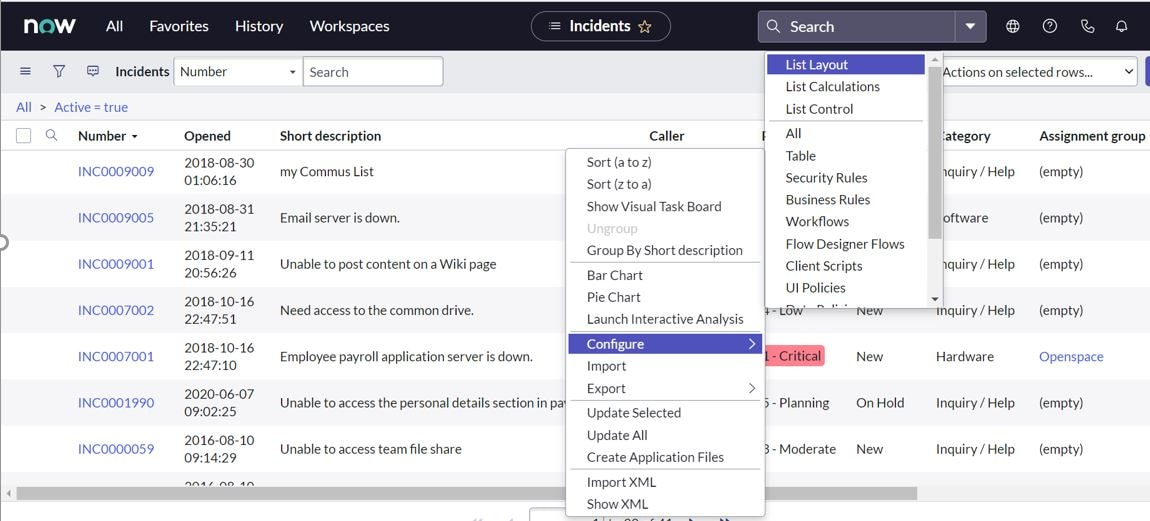 now All Favorites History Workspaces Incidents Search
Incidents Number Search Actions on selected rows...
All > Active = true
Number Opened Short description Caller Category Assignment group
INC0009009 2018-08-30 01:06:16 my Commus List Inquiry / Help (empty)
INC0009005 2018-08-31 21:35:21 Email server is down. Software (empty)
INC0009001 2018-09-11 20:56:26 Unable to post content on a Wiki page Inquiry / Help (empty)
INC0007002 2018-10-16 22:47:51 Need access to the common drive. 4 - Low New Inquiry / Help (empty)
INC0007001 2018-10-16 22:47:10 Employee payroll application server is down. 1 - Critical New Hardware Openspace
INC0001990 2020-06-07 09:02:25 Unable to access the personal details section in 5 - Planning On Hold Inquiry / Help (empty)
INC0000059 2016-08-10 09:14:29 Unable to access team file share 3 - Moderate New Inquiry / Help (empty)
2016-08-10
Sort (a to z)
Sort (z to a)
Show Visual Task Board
Ungroup
Group By Short description
Bar Chart
Pie Chart
Launch Interactive Analysis
Configure
Import
Export
Update Selected
Update All
Create Application Files
Import XML
Show XML
List Layout
List Calculations
List Control
All
Table
Security Rules
Business Rules
Workflows
Flow Designer Flows
Client Scripts
UI Policies